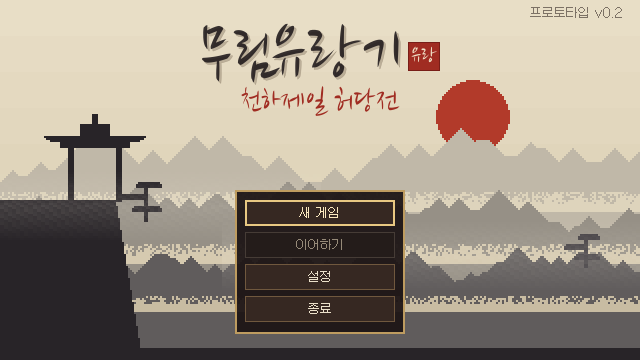 프로토타입 v0.2
무림유랑기
유랑
천하제일 허당전
새 게임
이어하기
설정
종료